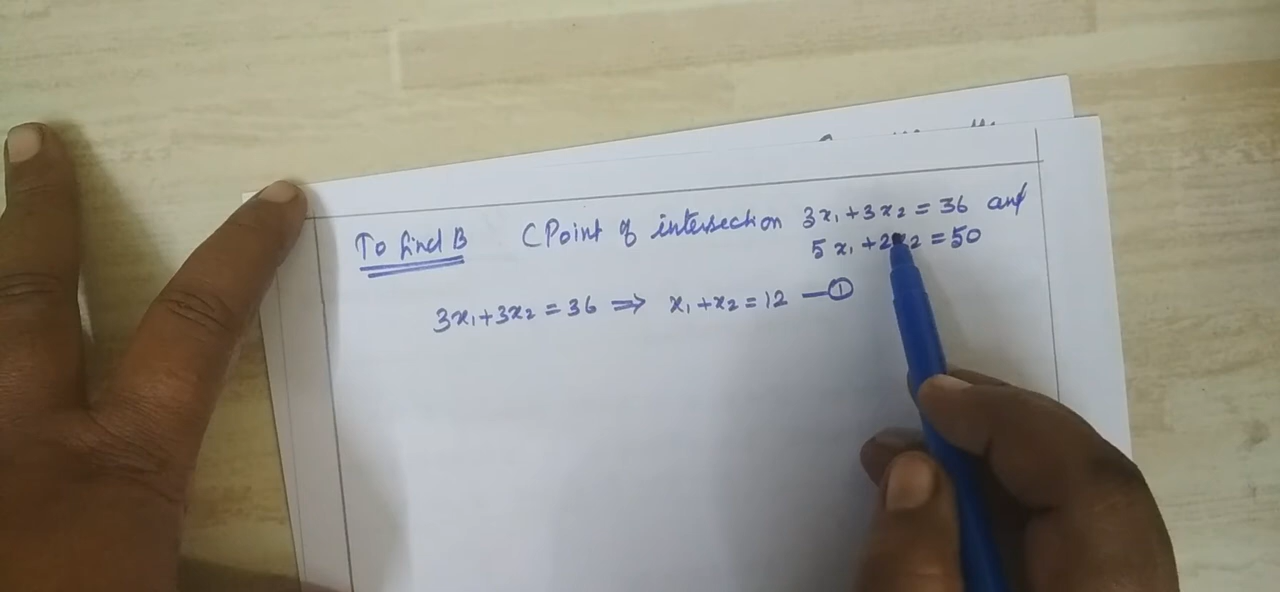 To find B (Point of intersection 3x₁+3x₂=36 and
5x₁+2x₂=50
3x₁+3x₂=36 ⇒ x₁+x₂=12 —①